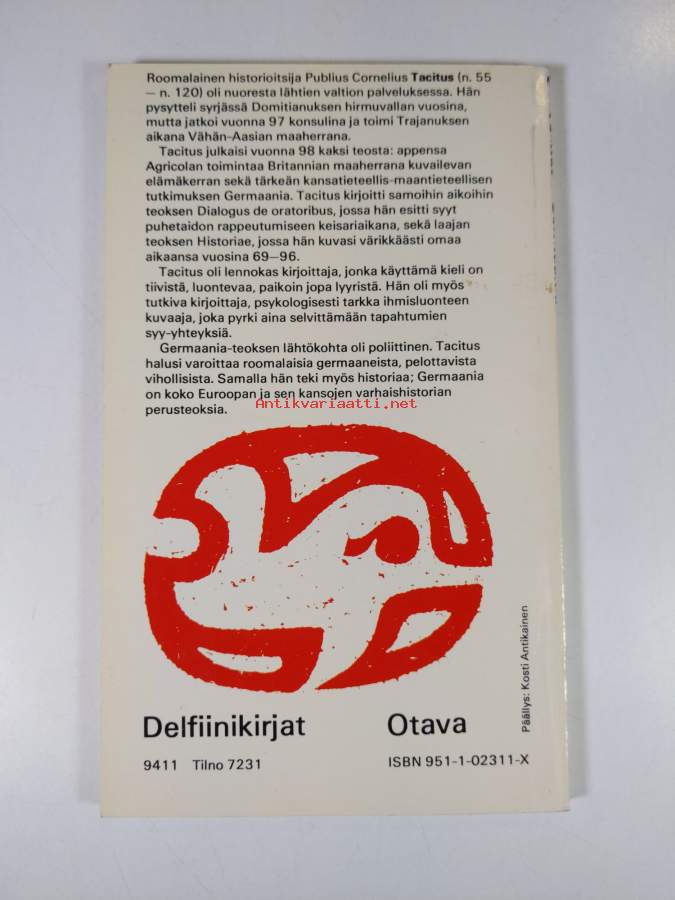 Roomalainen historioitsija Publius Cornelius Tacitus (n. 55
– n. 120) oli nuoresta lähtien valtion palveluksessa. Hän
pysytteli syrjässä Domitianuksen hirmuvallan vuosina,
mutta jatkoi vuonna 97 konsulina ja toimi Trajanuksen
aikana Vähän-Aasian maaherrana.
Tacitus julkaisi vuonna 98 kaksi teosta: appensa
Agricolan toimintaa Britannian maaherrana kuvailevan
elämäkerran sekä tärkeän kansatieteellis-maantieteellisen
tutkimuksen Germaania. Tacitus kirjoitti samoihin aikoihin
teoksen Dialogus de oratoribus, jossa hän esitti syyt
puhetaidon rappeutumiseen keisariaikana, sekä laajan
teoksen Historiae, jossa hän kuvasi värikkäästi omaa
aikaansa vuosina 69–96.
Tacitus oli lennokas kirjoittaja, jonka käyttämä kieli on
tiivistä, luontevaa, paikoin jopa lyyristä. Hän oli myös
tutkiva kirjoittaja, psykologisesti tarkka ihmisluonteen
kuvaaja, joka pyrki aina selvittämään tapahtumien
syy-yhteyksiä.
Germaania-teoksen lähtökohta oli poliittinen. Tacitus
halusi varoittaa roomalaisia germaaneista, pelottavista
vihollisista. Samalla hän teki myös historiaa; Germaania
on koko Euroopan ja sen kansojen varhaishistorian
perusteoksia.
Antikvariaatti.net
Päällys: Kosti Antikainen
Delfiinikirjat Otava
9411 Tilno 7231 ISBN 951-1-02311-X